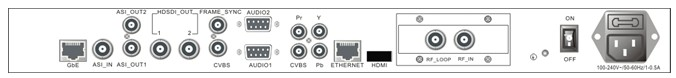 ASI_OUT2 HDSDI_OUT FRAME_SYNC AUDIO2 Pr Y
1 2
ON
RF_LOOP RF_IN
OFF
GbE ASI_IN ASI_OUT1 CVBS AUDIO1 CVBS Pb ETHERNET HDMI
100-240V~/50-60Hz/1-0.5A